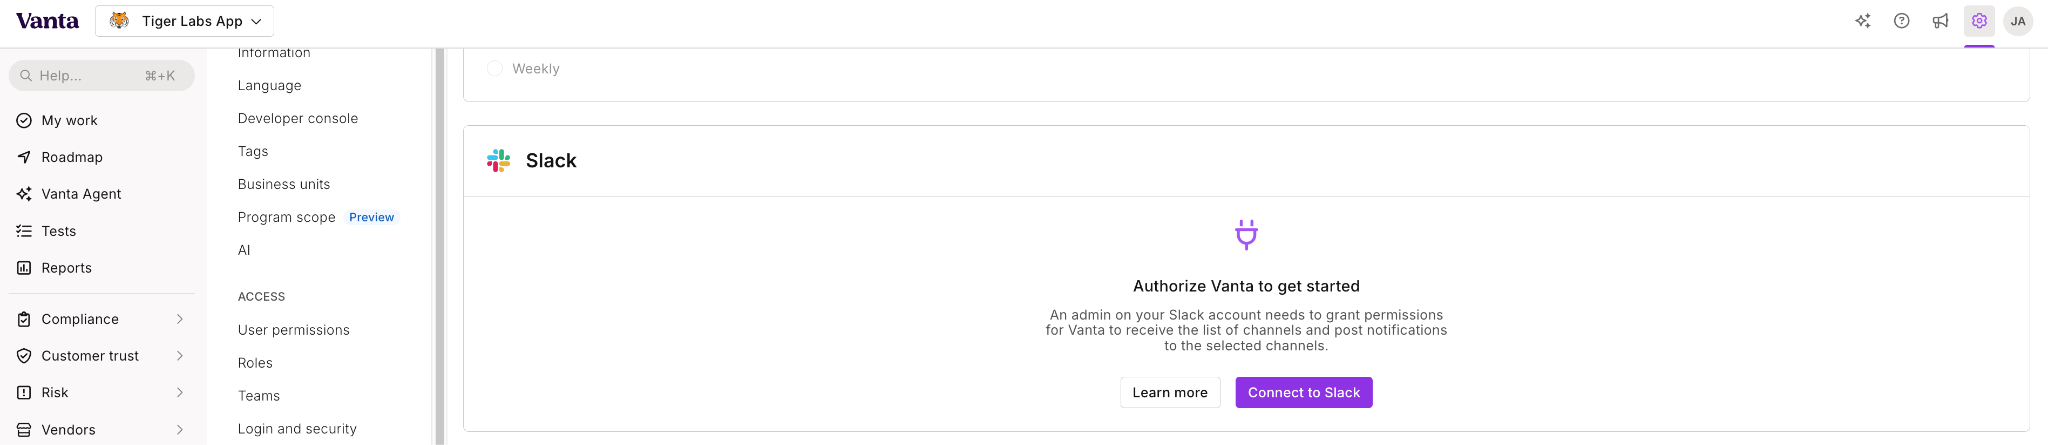 Vanta
Tiger Labs App
JA
Help...
⌘+K
My work
Roadmap
Vanta Agent
Tests
Reports
Compliance
Customer trust
Risk
Vendors
Information
Language
Developer console
Tags
Business units
Program scope Preview
AI
ACCESS
User permissions
Roles
Teams
Login and security
Weekly
Slack
Authorize Vanta to get started
An admin on your Slack account needs to grant permissions
for Vanta to receive the list of channels and post notifications
to the selected channels.
Learn more
Connect to Slack